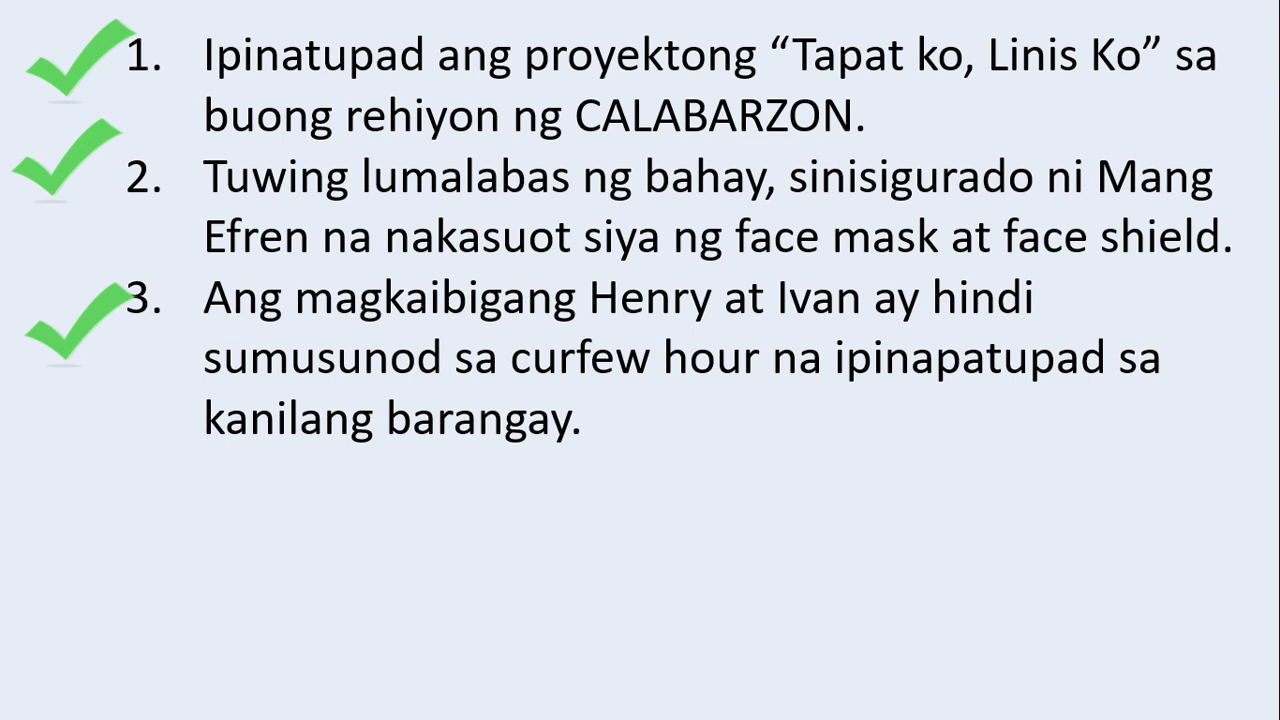 1. Ipinatupad ang proyektong “Tapat ko, Linis Ko” sa
buong rehiyon ng CALABARZON.
2. Tuwing lumalabas ng bahay, sinisigurado ni Mang
Efren na nakasuot siya ng face mask at face shield.
3. Ang magkaibigang Henry at Ivan ay hindi
sumusunod sa curfew hour na ipinapatupad sa
kanilang barangay.